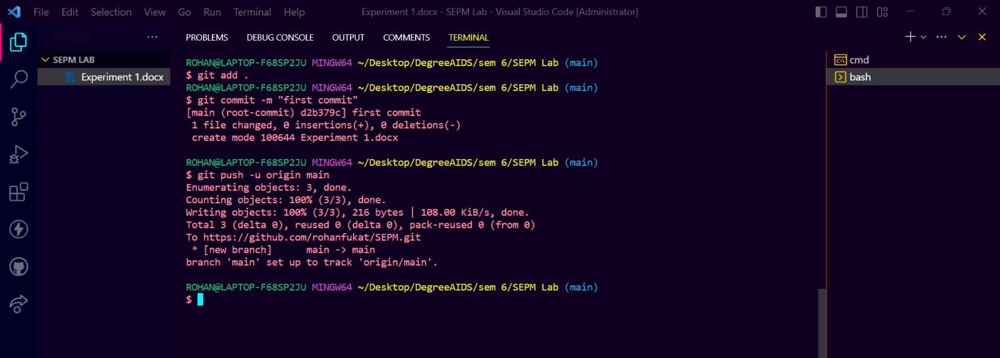 File Edit Selection View Go Run Terminal Help
Experiment 1.docx - SEPM Lab - Visual Studio Code [Administrator]
EXPLORER
SEPM LAB
Experiment 1.docx
PROBLEMS DEBUG CONSOLE OUTPUT COMMENTS TERMINAL
ROHAN@LAPTOP-F68SP2JU MINGW64 ~/Desktop/DegreeAIDS/sem 6/SEPM Lab (main)
$ git add .
ROHAN@LAPTOP-F68SP2JU MINGW64 ~/Desktop/DegreeAIDS/sem 6/SEPM Lab (main)
$ git commit -m "first commit"
[main (root-commit) d2b379c] first commit
1 file changed, 0 insertions(+), 0 deletions(-)
create mode 100644 Experiment 1.docx
ROHAN@LAPTOP-F68SP2JU MINGW64 ~/Desktop/DegreeAIDS/sem 6/SEPM Lab (main)
$ git push -u origin main
Enumerating objects: 3, done.
Counting objects: 100% (3/3), done.
Writing objects: 100% (3/3), 216 bytes | 108.00 KiB/s, done.
Total 3 (delta 0), reused 0 (delta 0), pack-reused 0 (from 0)
To https://github.com/rohanfukat/SEPM.git
* [new branch]      main -> main
branch 'main' set up to track 'origin/main'.
ROHAN@LAPTOP-F68SP2JU MINGW64 ~/Desktop/DegreeAIDS/sem 6/SEPM Lab (main)
$
cmd
bash